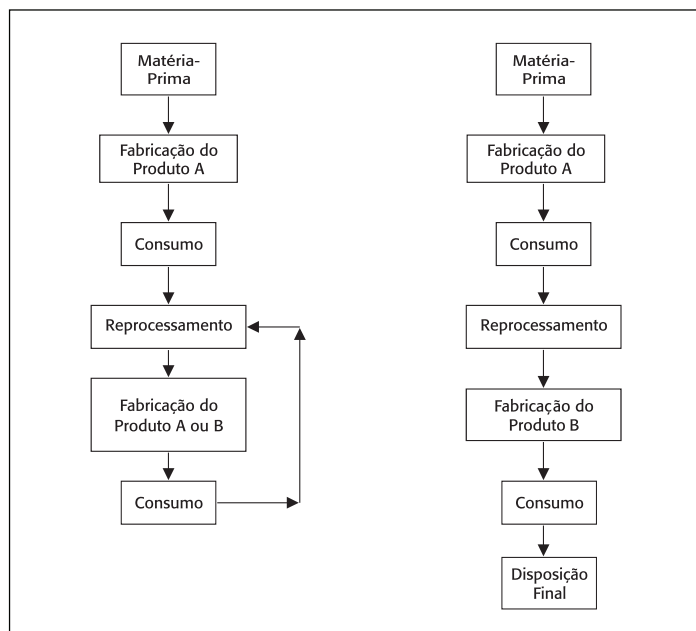 Matéria-
Prima
Fabricação do
Produto A
Consumo
Reprocessamento
Fabricação do
Produto A ou B
Consumo
Matéria-
Prima
Fabricação do
Produto A
Consumo
Reprocessamento
Fabricação do
Produto B
Consumo
Disposição
Final